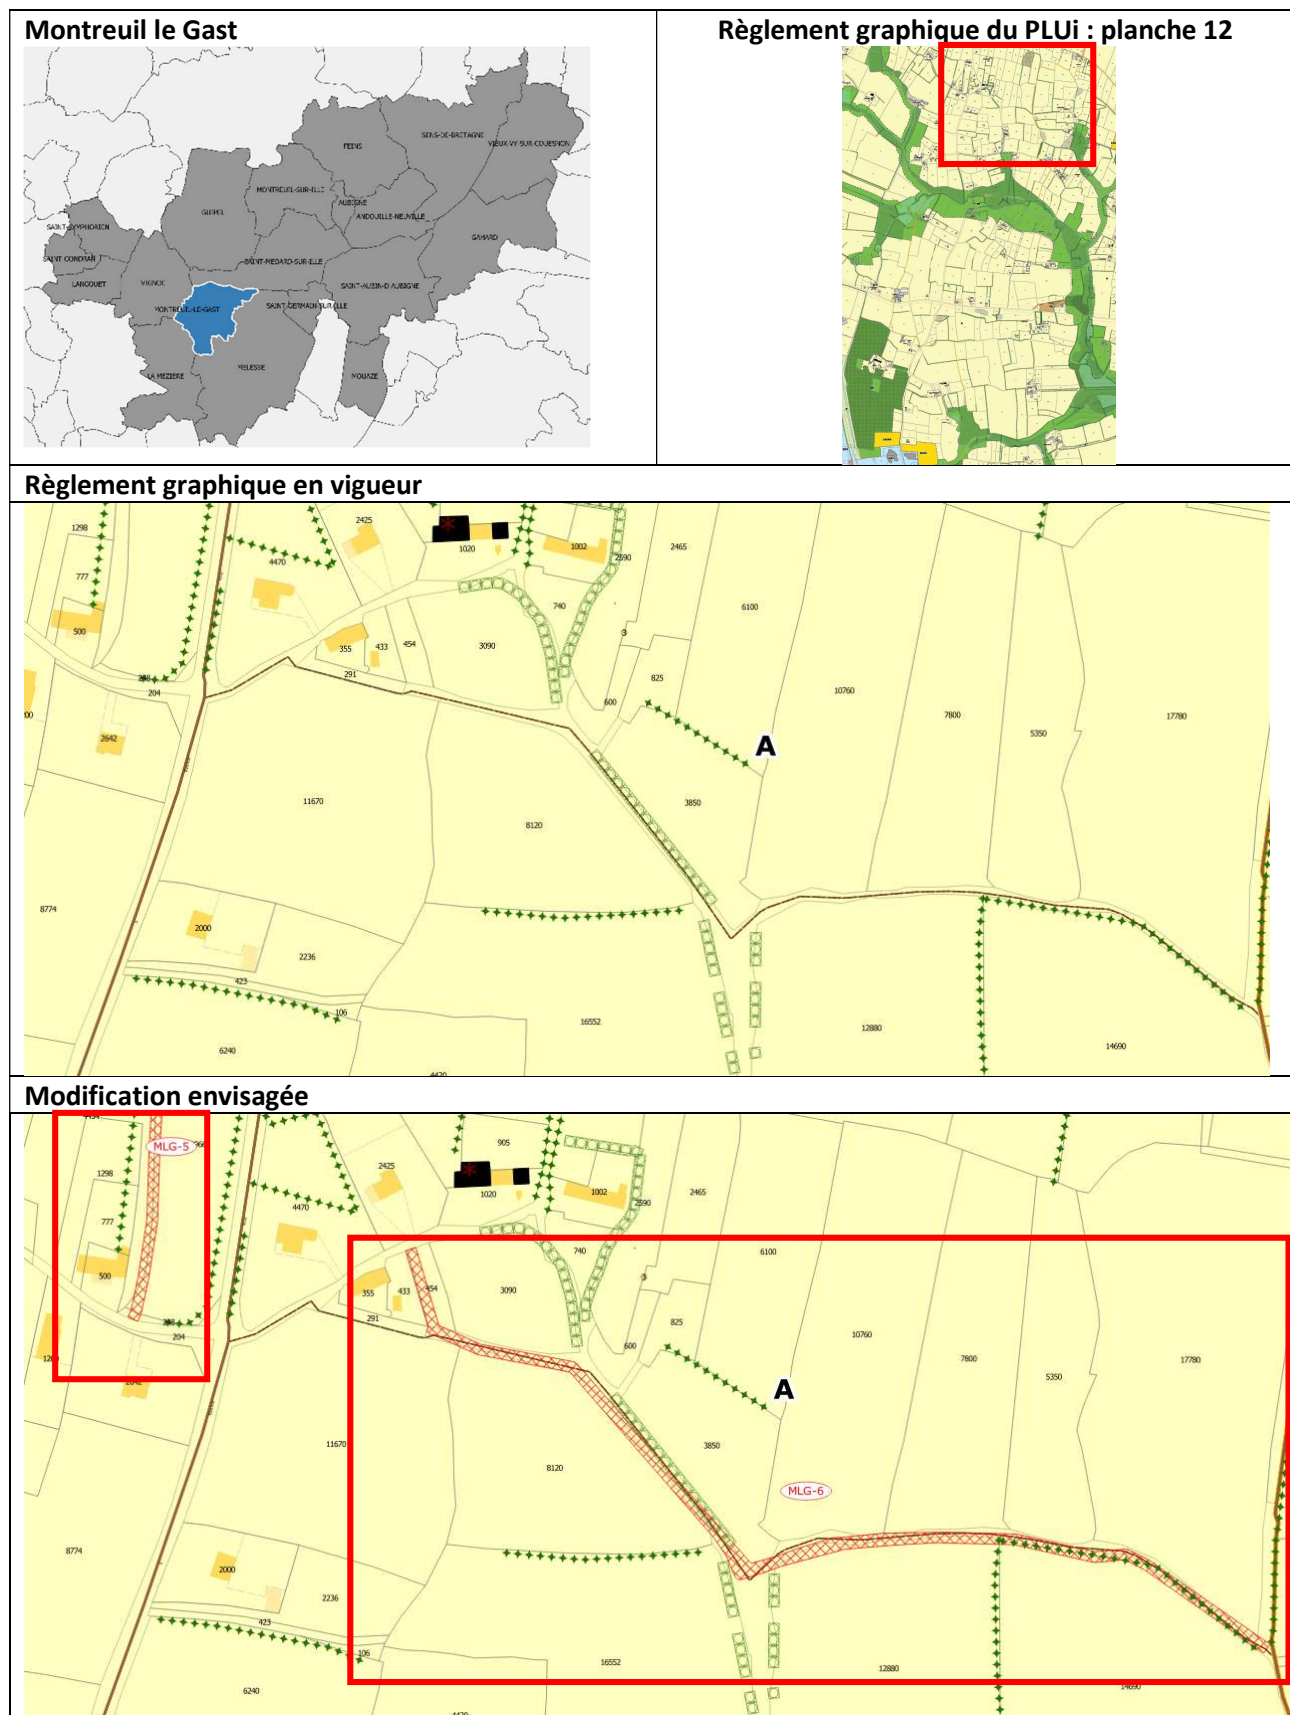 Montreuil le Gast
Règlement graphique du PLUi : planche 12
SENS-DE-BRETAGNE
VIEUX-VY-SUR-COUESNON
FEINS
MONTREUIL-SUR-ILLE
AUBIGNE
ANDOUILLE-NEUVILLE
GUIPEL
SAINT-SYMPHORIEN
GAHARD
SAINT GONDRAN
SAINT-MEDARD-SUR-ILLE
LANGOUET
VIGNOC
SAINT-AUBIN-D AUBIGNE
MONTREUIL-LE-GAST
SAINT-GERMAIN-SUR-ILLE
LA MEZIERE
MELESSE
MOUAZE
Règlement graphique en vigueur
1298
2425
1020
1002
2465
4470
2590
777
740
6100
500
355
433
454
3090
291
825
204
600
10760
7800
17780
5350
2642
A
11670
3850
8120
8774
2000
2236
423
106
16552
12880
6240
14690
Modification envisagée
MLG-5
905
1298
2425
1020
1002
2465
4470
2590
777
740
6100
500
355
433
454
3090
291
825
204
600
10760
7800
17780
5350
A
11670
3850
8120
MLG-6
8774
2000
2236
423
106
16552
12880
6240
14690